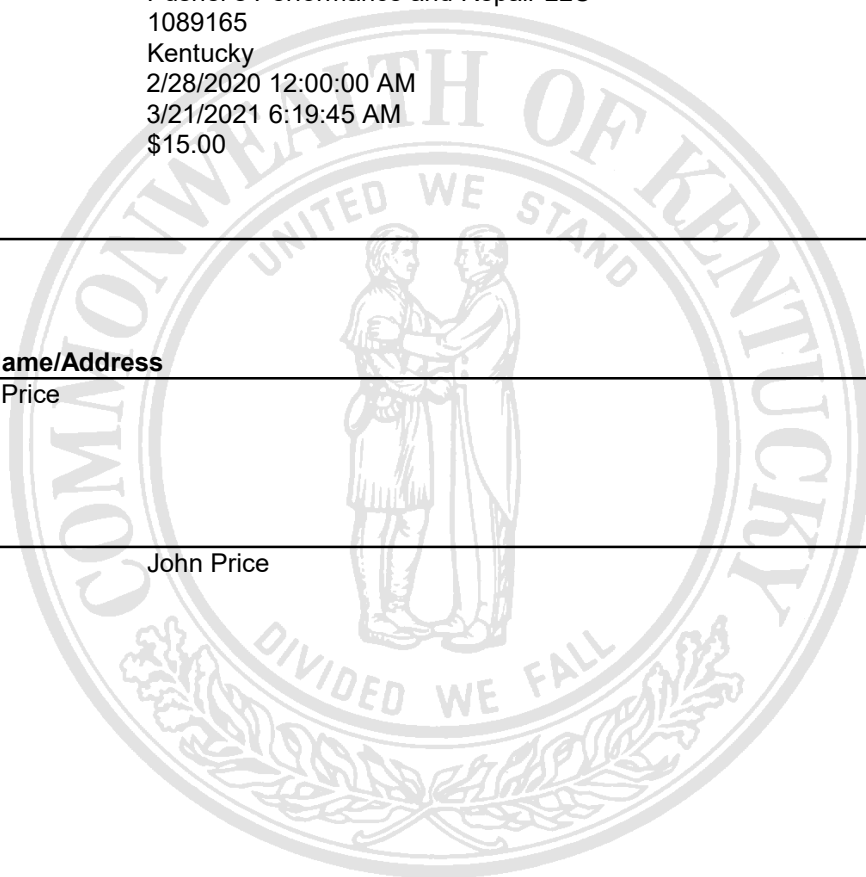 Performance and Repair LLC
1089165
Kentucky
2/28/2020 12:00:00 AM
3/21/2021 6:19:45 AM
$15.00
COMMONWEALTH OF KENTUCKY
UNITED WE STAND
ame/Address
Price
John Price
DIVIDED WE FALL